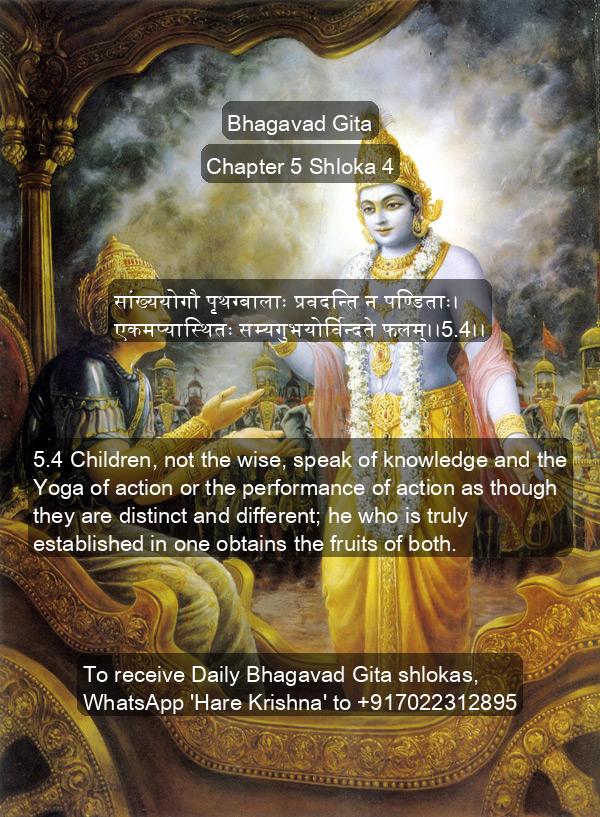 Bhagavad Gita
Chapter 5 Shloka 4
सांख्ययोगौ पृथग्बालाः प्रवदन्ति न पण्डिताः।
एकमप्यास्थितः सम्यगुभयोर्विन्दते फलम्।।5.4।।
5.4 Children, not the wise, speak of knowledge and the
Yoga of action or the performance of action as though
they are distinct and different; he who is truly
established in one obtains the fruits of both.
To receive Daily Bhagavad Gita shlokas,
WhatsApp 'Hare Krishna' to +917022312895